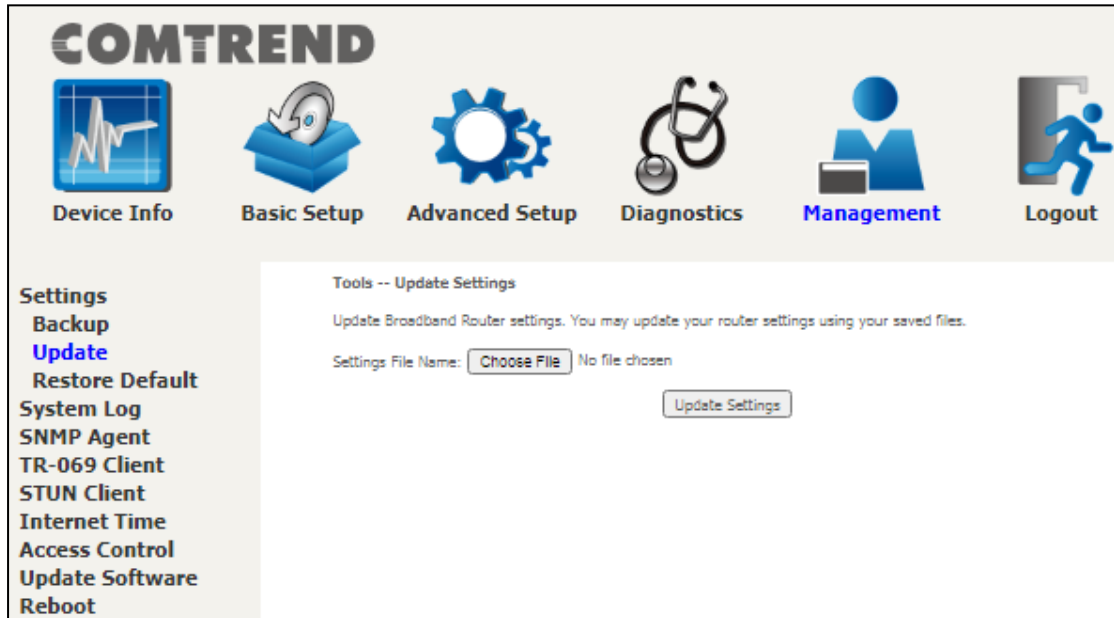 COMTREND
Device Info
Basic Setup
Advanced Setup
Diagnostics
Management
Logout
Settings
Backup
Update
Restore Default
System Log
SNMP Agent
TR-069 Client
STUN Client
Internet Time
Access Control
Update Software
Reboot
Tools -- Update Settings
Update Broadband Router settings. You may update your router settings using your saved files.
Settings File Name: Choose File No file chosen
Update Settings